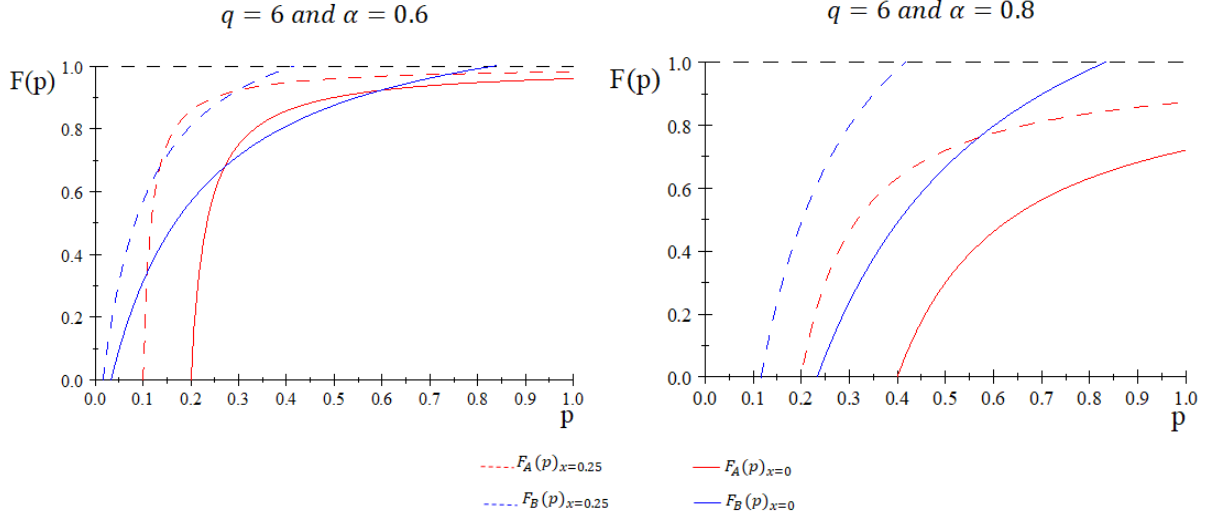 q = 6 and α = 0.6
q = 6 and α = 0.8
F(p)
1.0
0.8
0.6
0.4
0.2
0.0
0.0 0.1 0.2 0.3 0.4 0.5 0.6 0.7 0.8 0.9 1.0
p
F(p)
1.0
0.8
0.6
0.4
0.2
0.0
0.0 0.1 0.2 0.3 0.4 0.5 0.6 0.7 0.8 0.9 1.0
p
F_A(p)_{x=0.25}
F_A(p)_{x=0}
F_B(p)_{x=0.25}
F_B(p)_{x=0}